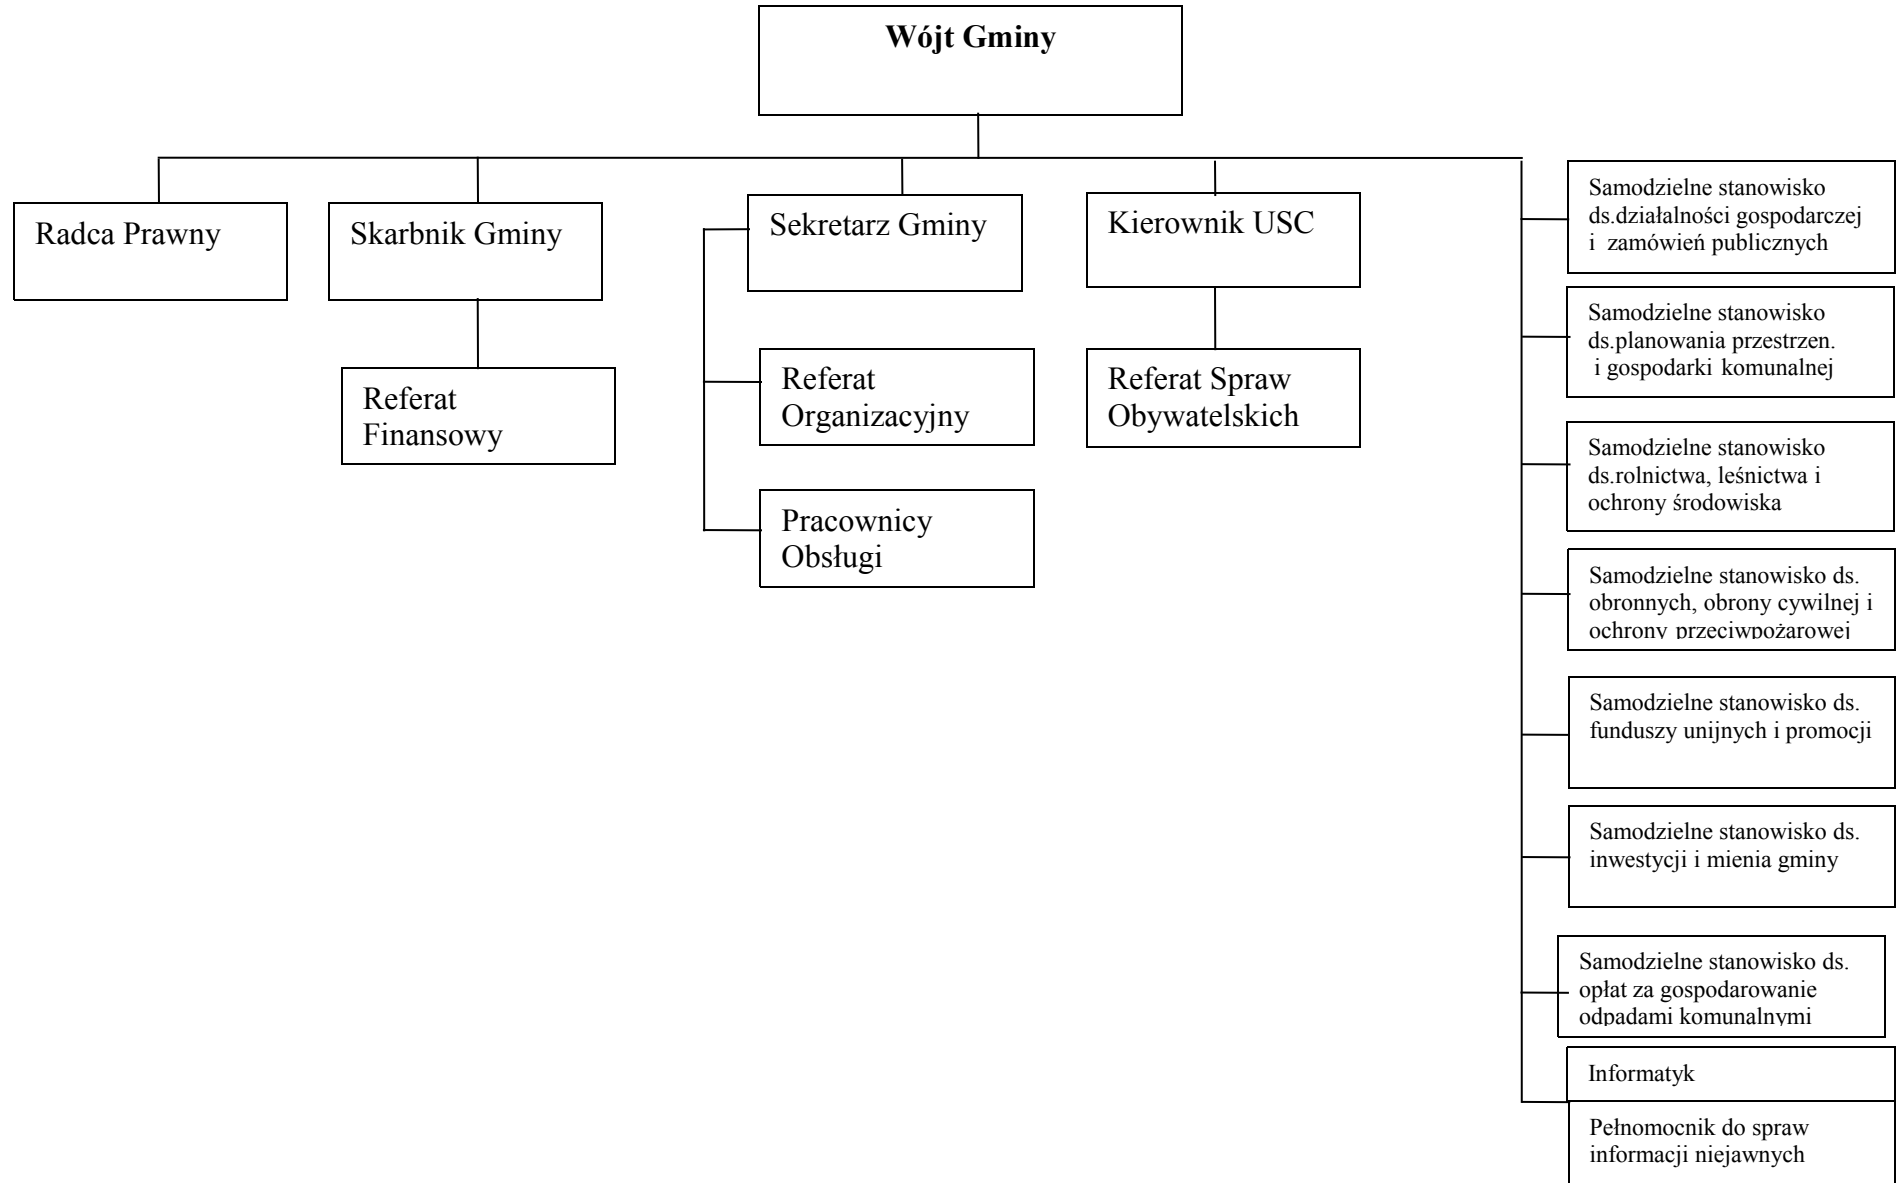 Wójt Gminy
Radca Prawny
Skarbnik Gminy
Sekretarz Gminy
Kierownik USC
Referat
Finansowy
Referat
Organizacyjny
Referat Spraw
Obywatelskich
Pracownicy
Obsługi
Samodzielne stanowisko
ds.działalności gospodarczej
i zamówień publicznych
Samodzielne stanowisko
ds.planowania przestrzen.
i gospodarki komunalnej
Samodzielne stanowisko
ds.rolnictwa, leśnictwa i
ochrony środowiska
Samodzielne stanowisko ds.
obronnych, obrony cywilnej i
ochrony przeciwpożarowej
Samodzielne stanowisko ds.
funduszy unijnych i promocji
Samodzielne stanowisko ds.
inwestycji i mienia gminy
Samodzielne stanowisko ds.
opłat za gospodarowanie
odpadami komunalnymi
Informatyk
Pełnomocnik do spraw
informacji niejawnych